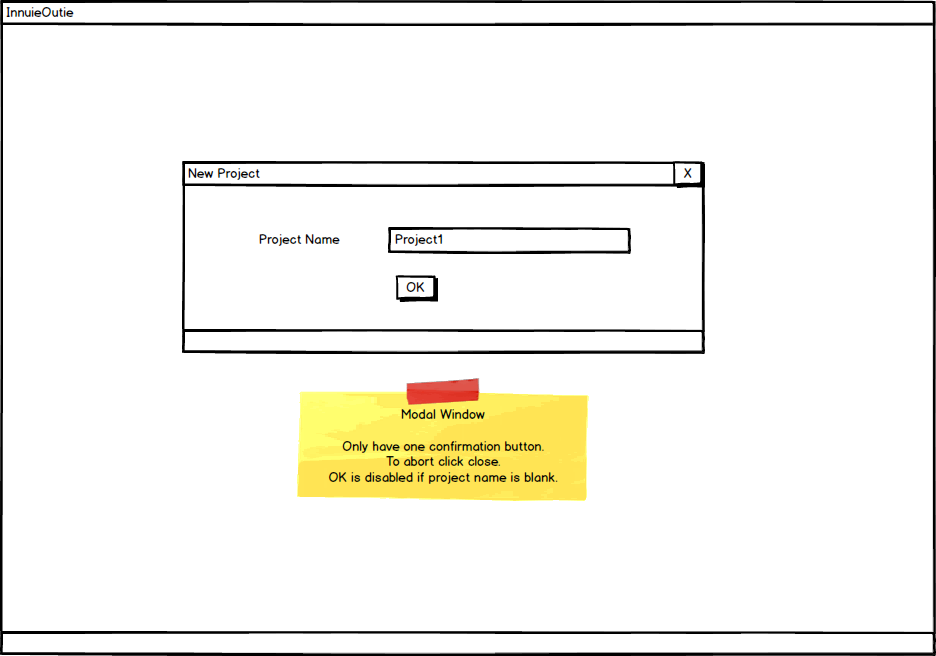 InnuieOutie
New Project
X
Project Name
Project1
OK
Modal Window
Only have one confirmation button.
To abort click close.
OK is disabled if project name is blank.